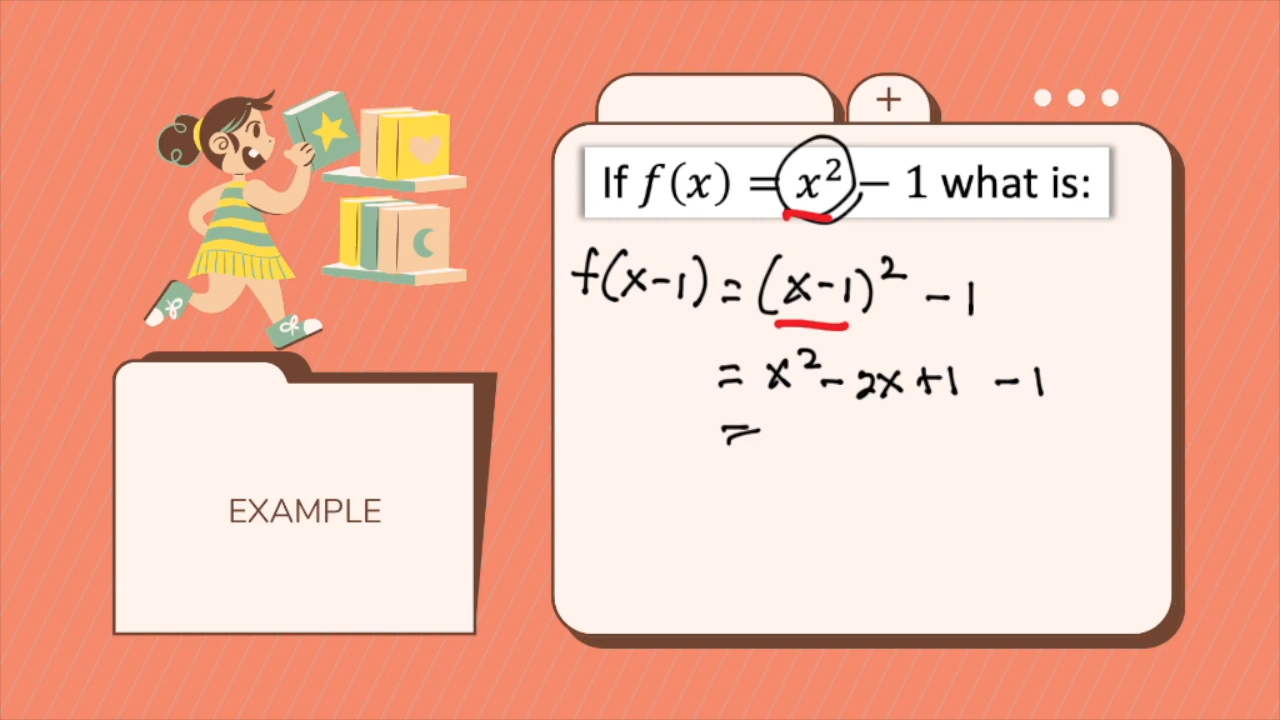 +
If f(x) = x² − 1 what is:
f(x-1) = (x-1)² - 1
= x² - 2x + 1 - 1
=
EXAMPLE